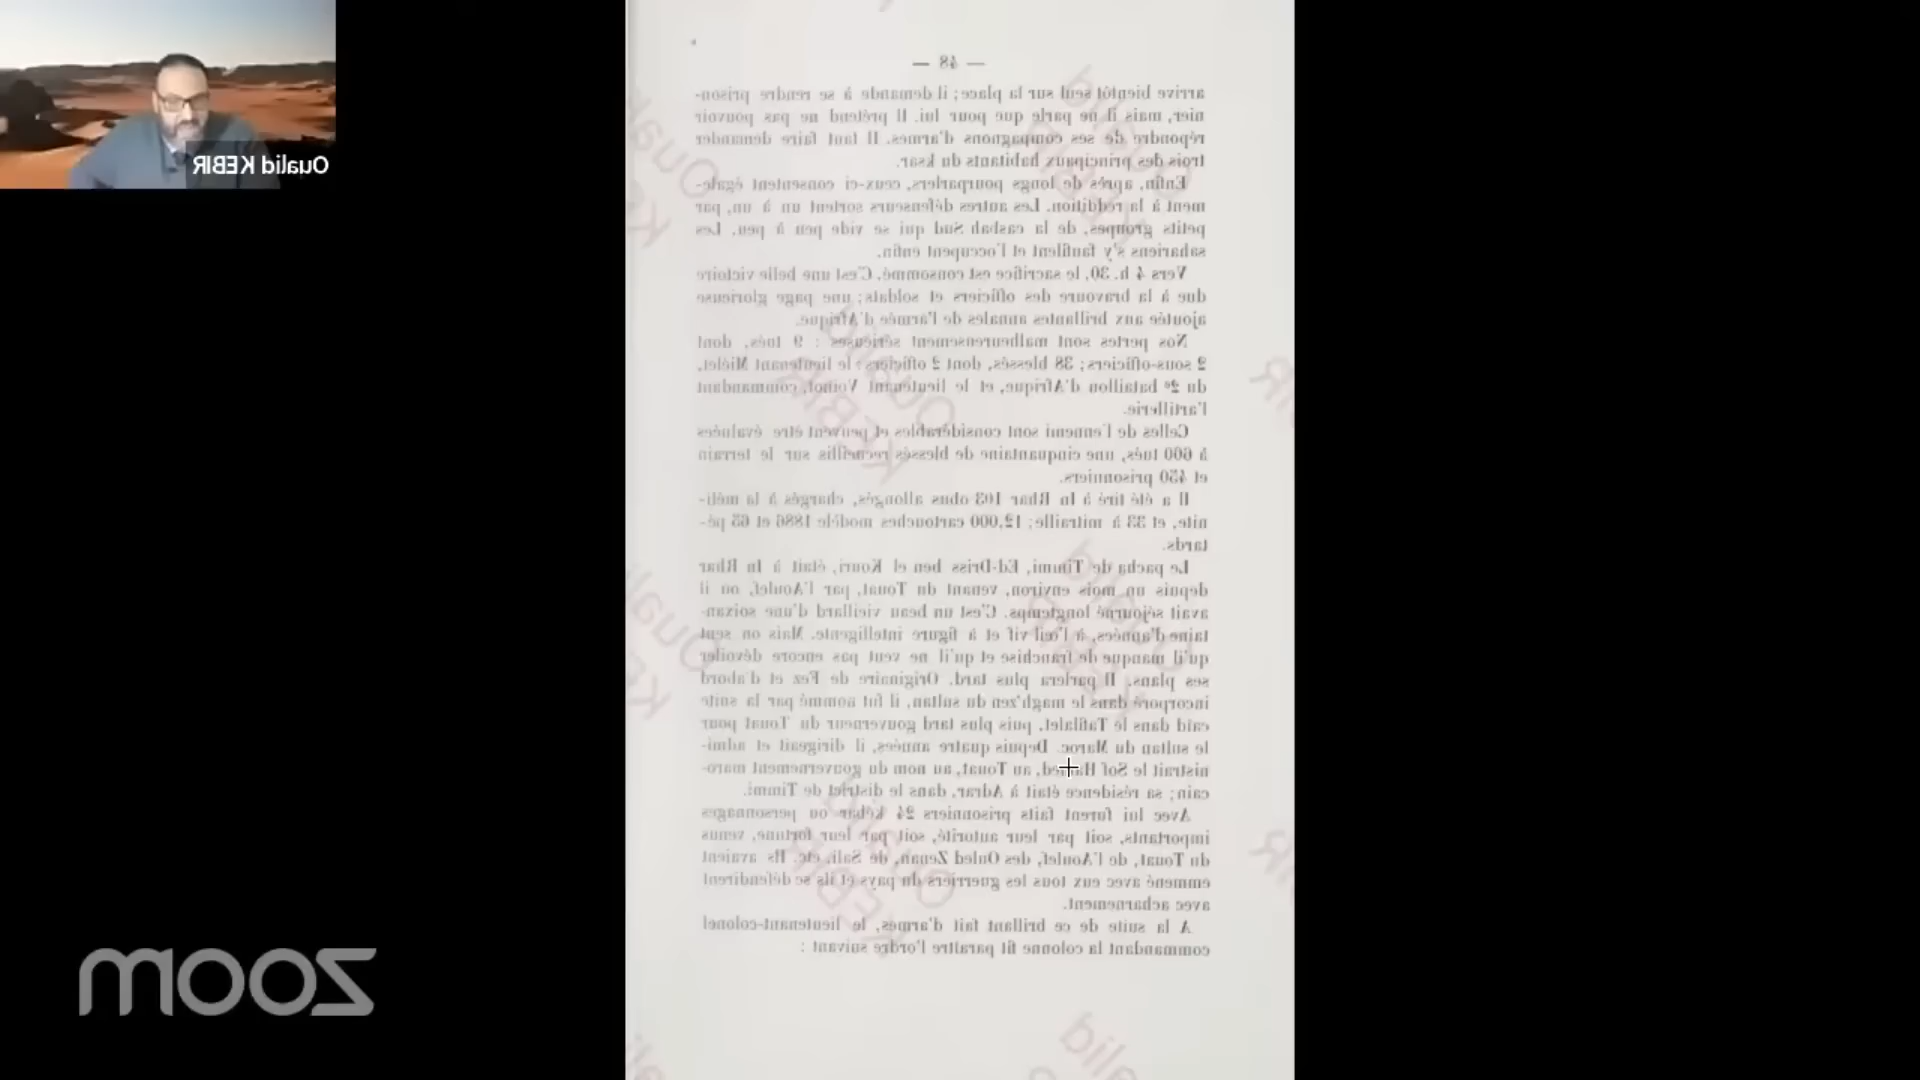 Oualid KEBIR
— 48 —
arrive bientôt seul sur la place; il demande à se rendre prison-
nier, mais il ne parle que pour lui. Il prétend ne pas pouvoir
répondre de ses compagnons d'armes. Il faut faire demander
trois des principaux habitants du ksar.
Enfin, après de longs pourparlers, ceux-ci consentent égale-
ment à la reddition. Les autres défenseurs sortent un à un, par
petits groupes, de la casbah Sud qui se vide peu à peu. Les
sahariens s'y faufilent et l'occupent enfin.
Vers 4 h. 30, le sacrifice est consommé. C'est une belle victoire
due à la bravoure des officiers et soldats; une page glorieuse
ajoutée aux brillantes annales de l'armée d'Afrique.
Nos pertes sont malheureusement sérieuses : 9 tués, dont
2 sous-officiers; 38 blessés, dont 2 officiers : le lieutenant Miélet,
du 2e bataillon d'Afrique, et le lieutenant Voinot, commandant
l'artillerie.
Celles de l'ennemi sont considérables et peuvent être évaluées
à 600 tués, une cinquantaine de blessés recueillis sur le terrain
et 450 prisonniers.
Il a été tiré à In Rhar 103 obus allongés, chargés à la méli-
nite, et 33 à mitraille; 12,000 cartouches modèle 1886 et 65 pé-
tards.
Le pacha de Timmi, Ed-Driss ben el Kouri, était à In Rhar
depuis un mois environ, venant du Touat, par l'Aoulef, où il
avait séjourné longtemps. C'est un beau vieillard d'une soixan-
taine d'années, à l'œil vif et à figure intelligente. Mais on sent
qu'il manque de franchise et qu'il ne veut pas encore dévoiler
ses plans. Il parlera plus tard. Originaire de Fez et d'abord
incorporé dans le magh'zen du sultan, il fut nommé par la suite
caïd dans le Tafilalet, puis plus tard gouverneur du Touat pour
le sultan du Maroc. Depuis quatre années, il dirigeait et admi-
nistrait le Sof Hamed, au Touat, au nom du gouvernement maro-
cain; sa résidence était à Adrar, dans le district de Timmi.
Avec lui furent faits prisonniers 24 kébar ou personnages
importants, soit par leur autorité, soit par leur fortune, venus
du Touat, de l'Aoulef, des Ouled Zenan, de Sali, etc. Ils avaient
emmené avec eux tous les guerriers du pays et ils se défendirent
avec acharnement.
A la suite de ce brillant fait d'armes, le lieutenant-colonel
commandant la colonne fit paraître l'ordre suivant :
Oualid
KEBIR
zoom